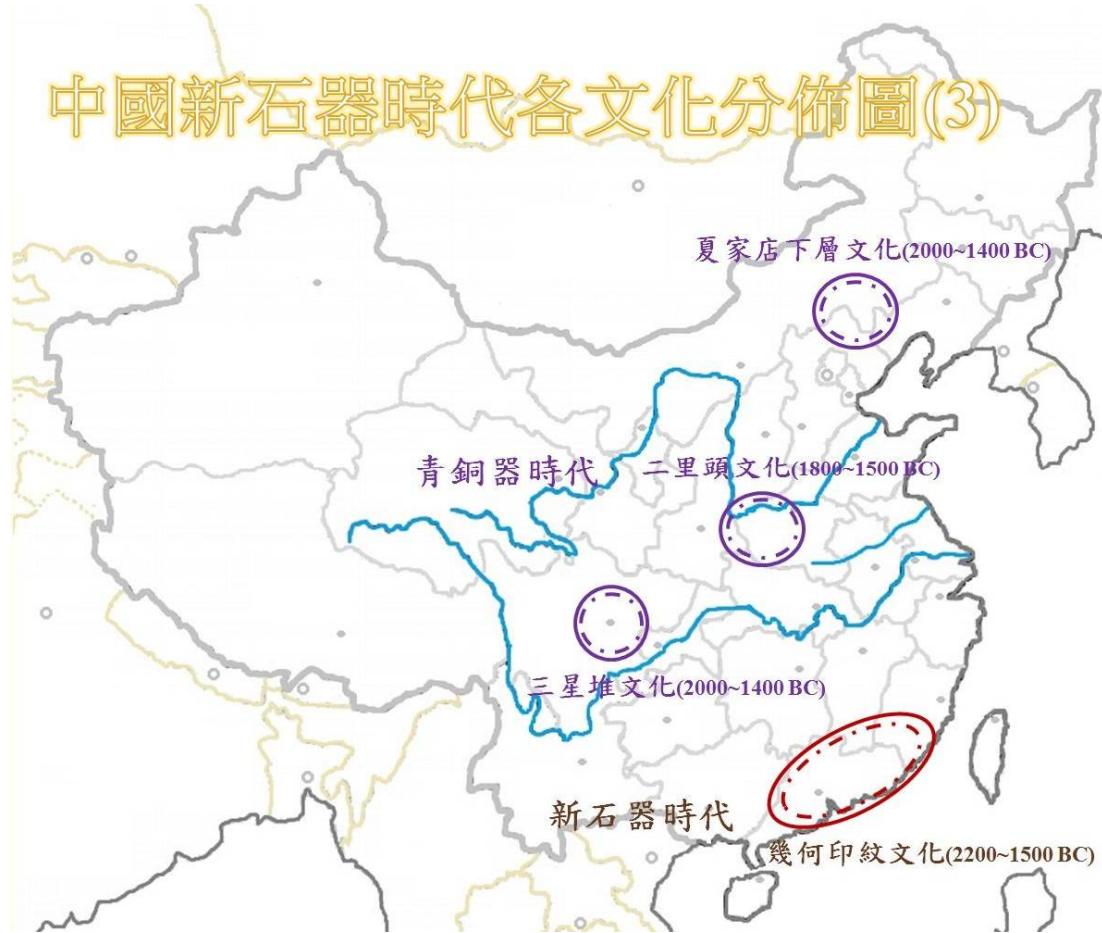 中國新石器時代各文化分佈圖(3)
夏家店下層文化(2000~1400 BC)
青銅器時代
二里頭文化(1800~1500 BC)
三星堆文化(2000~1400 BC)
新石器時代
幾何印紋文化(2200~1500 BC)